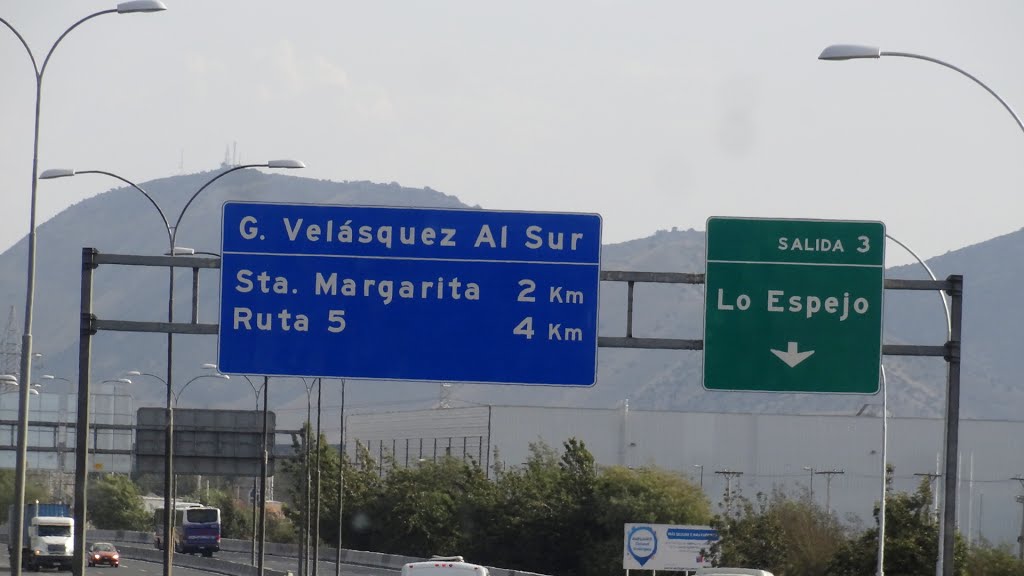 G. Velásquez Al Sur
Sta. Margarita 2 Km
Ruta 5 4 Km
SALIDA 3
Lo Espejo